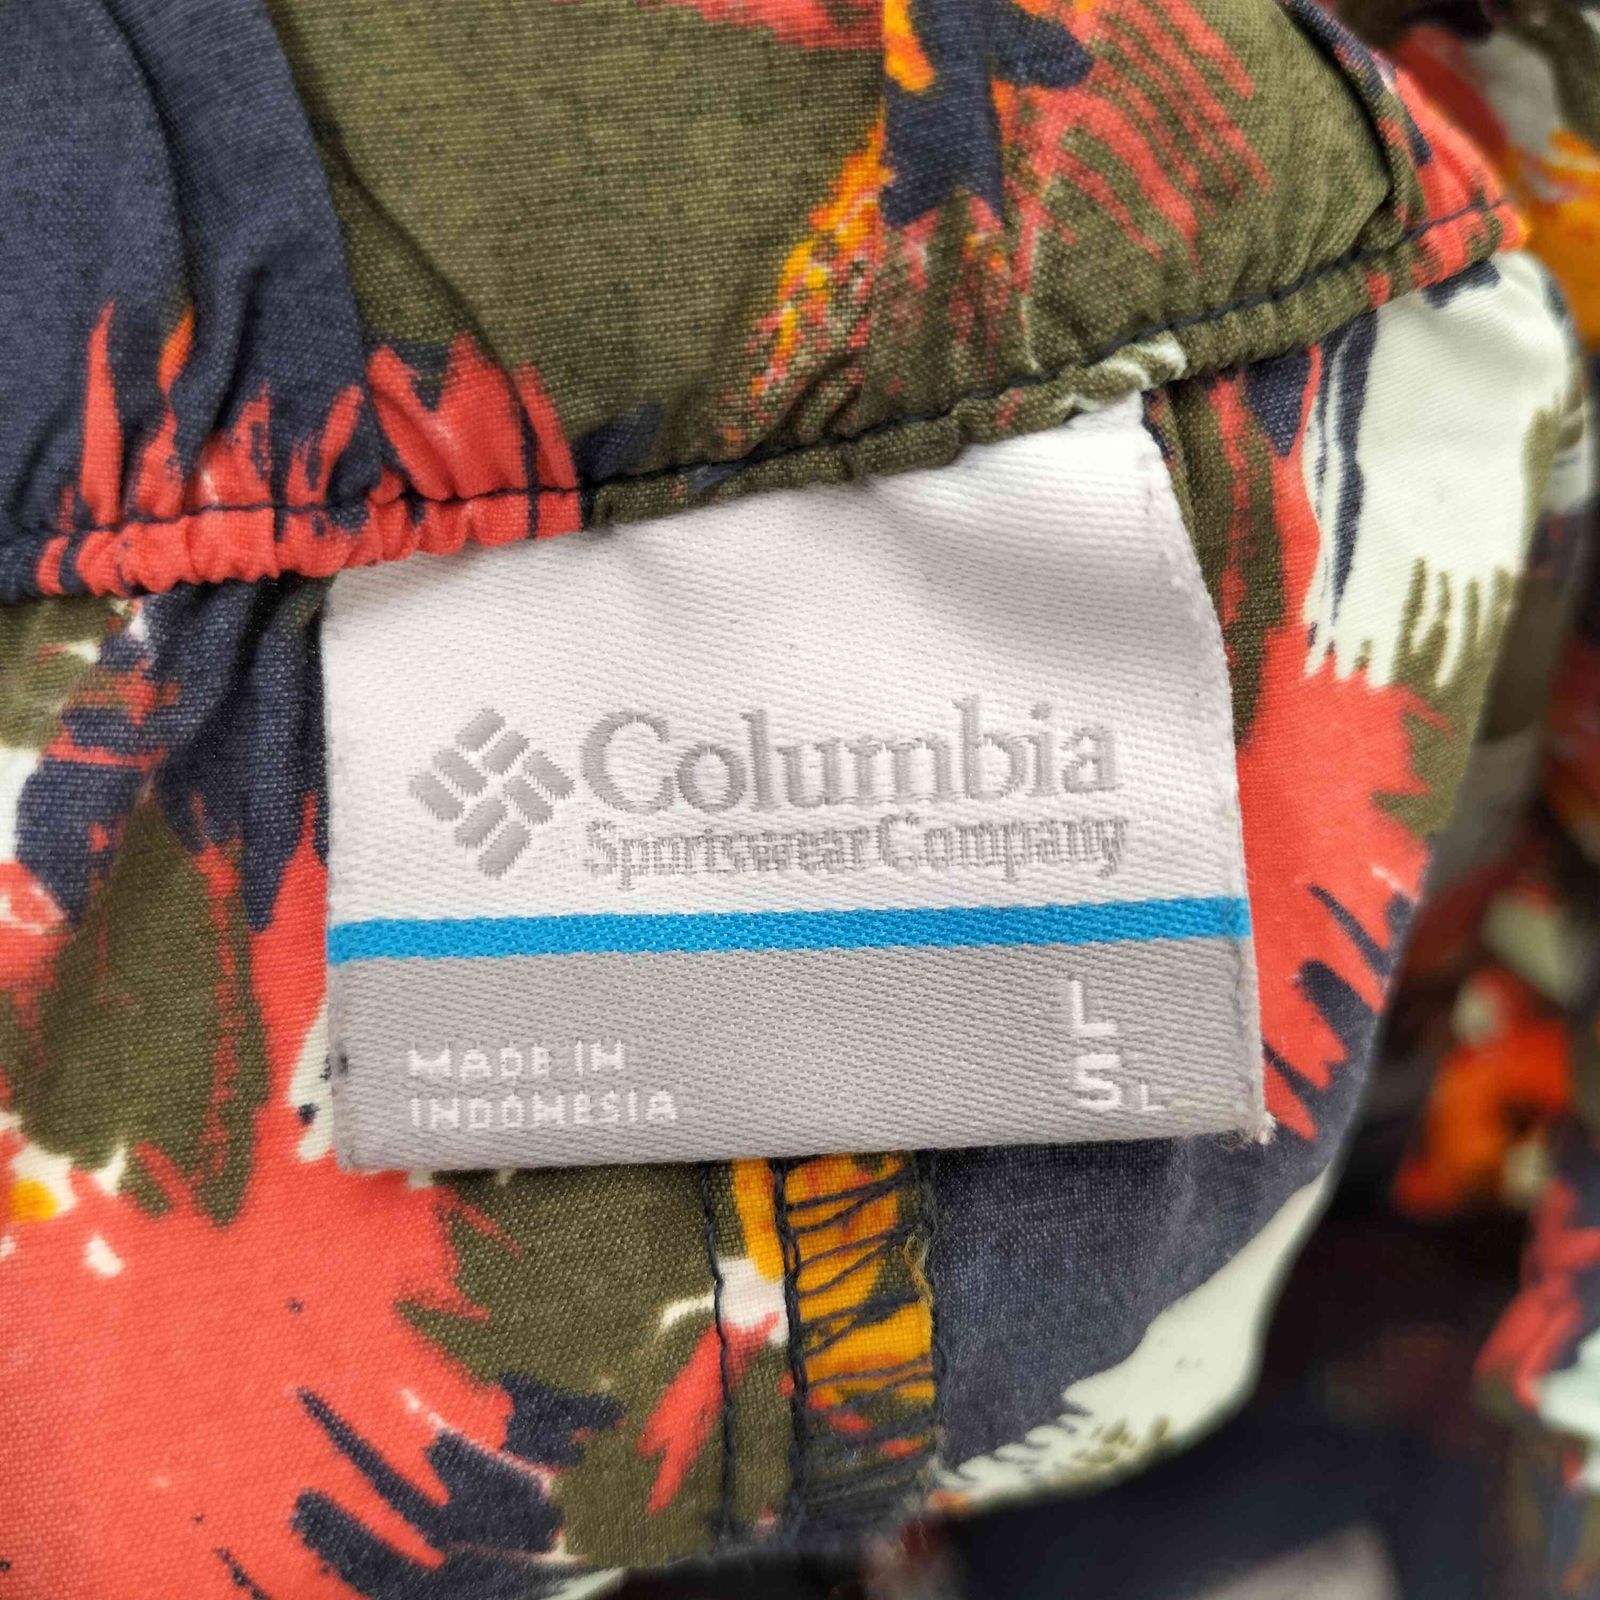 Columbia
Sportswear Company
L
S L
MADE IN
INDONESIA